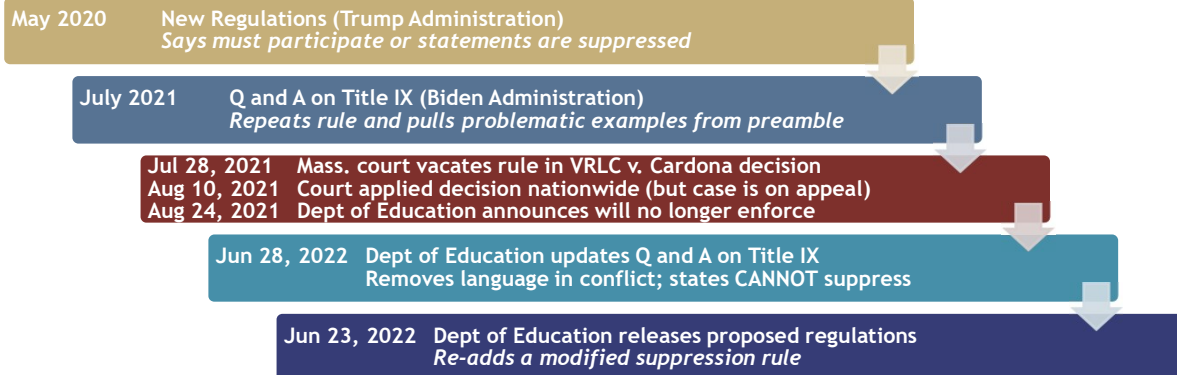 May 2020 New Regulations (Trump Administration)
Says must participate or statements are suppressed
July 2021 Q and A on Title IX (Biden Administration)
Repeats rule and pulls problematic examples from preamble
Jul 28, 2021 Mass. court vacates rule in VRLC v. Cardona decision
Aug 10, 2021 Court applied decision nationwide (but case is on appeal)
Aug 24, 2021 Dept of Education announces will no longer enforce
Jun 28, 2022 Dept of Education updates Q and A on Title IX
Removes language in conflict; states CANNOT suppress
Jun 23, 2022 Dept of Education releases proposed regulations
Re-adds a modified suppression rule